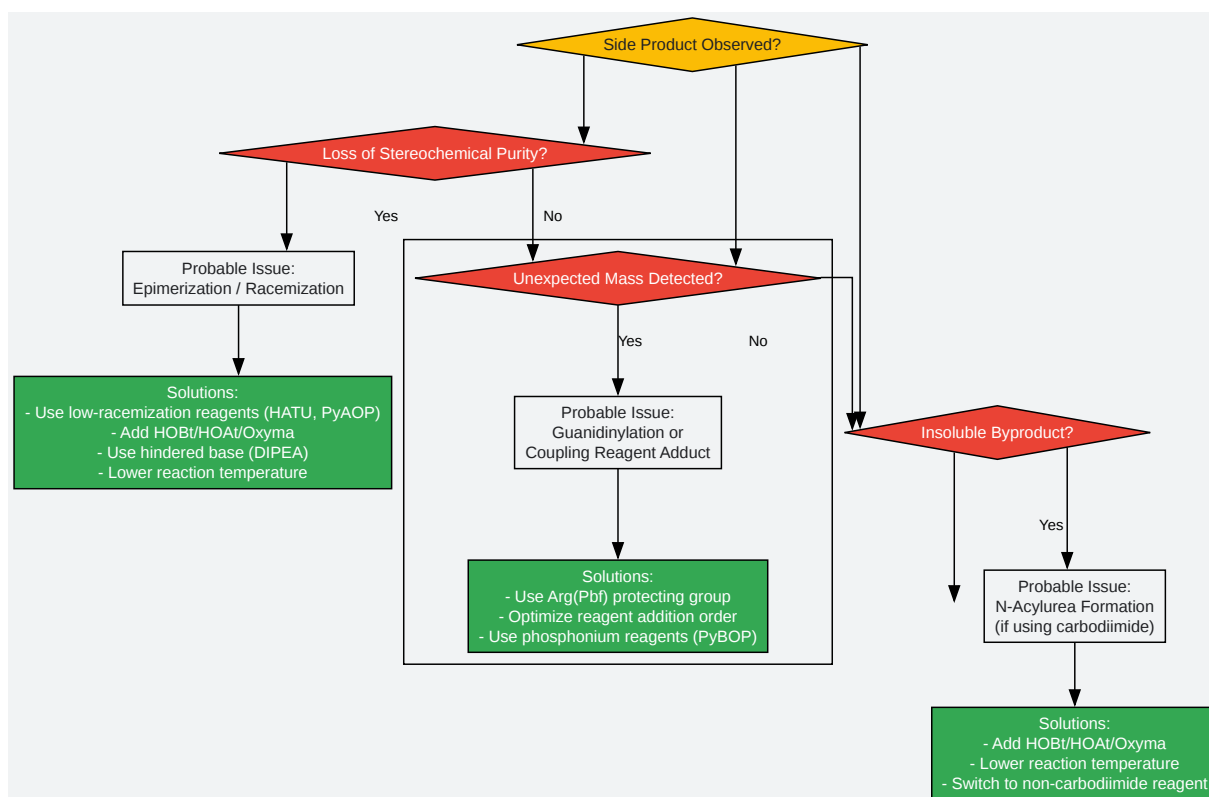 Side Product Observed?
Loss of Stereochemical Purity?
Yes
No
Probable Issue:
Epimerization / Racemization
Unexpected Mass Detected?
Yes
No
Solutions:
- Use low-racemization reagents (HATU, PyAOP)
- Add HOBt/HOAt/Oxyma
- Use hindered base (DIPEA)
- Lower reaction temperature
Probable Issue:
Guanidinylation or
Coupling Reagent Adduct
Insoluble Byproduct?
Yes
Solutions:
- Use Arg(Pbf) protecting group
- Optimize reagent addition order
- Use phosphonium reagents (PyBOP)
Probable Issue:
N-Acylurea Formation
(if using carbodiimide)
Solutions:
- Add HOBt/HOAt/Oxyma
- Lower reaction temperature
- Switch to non-carbodiimide reagent